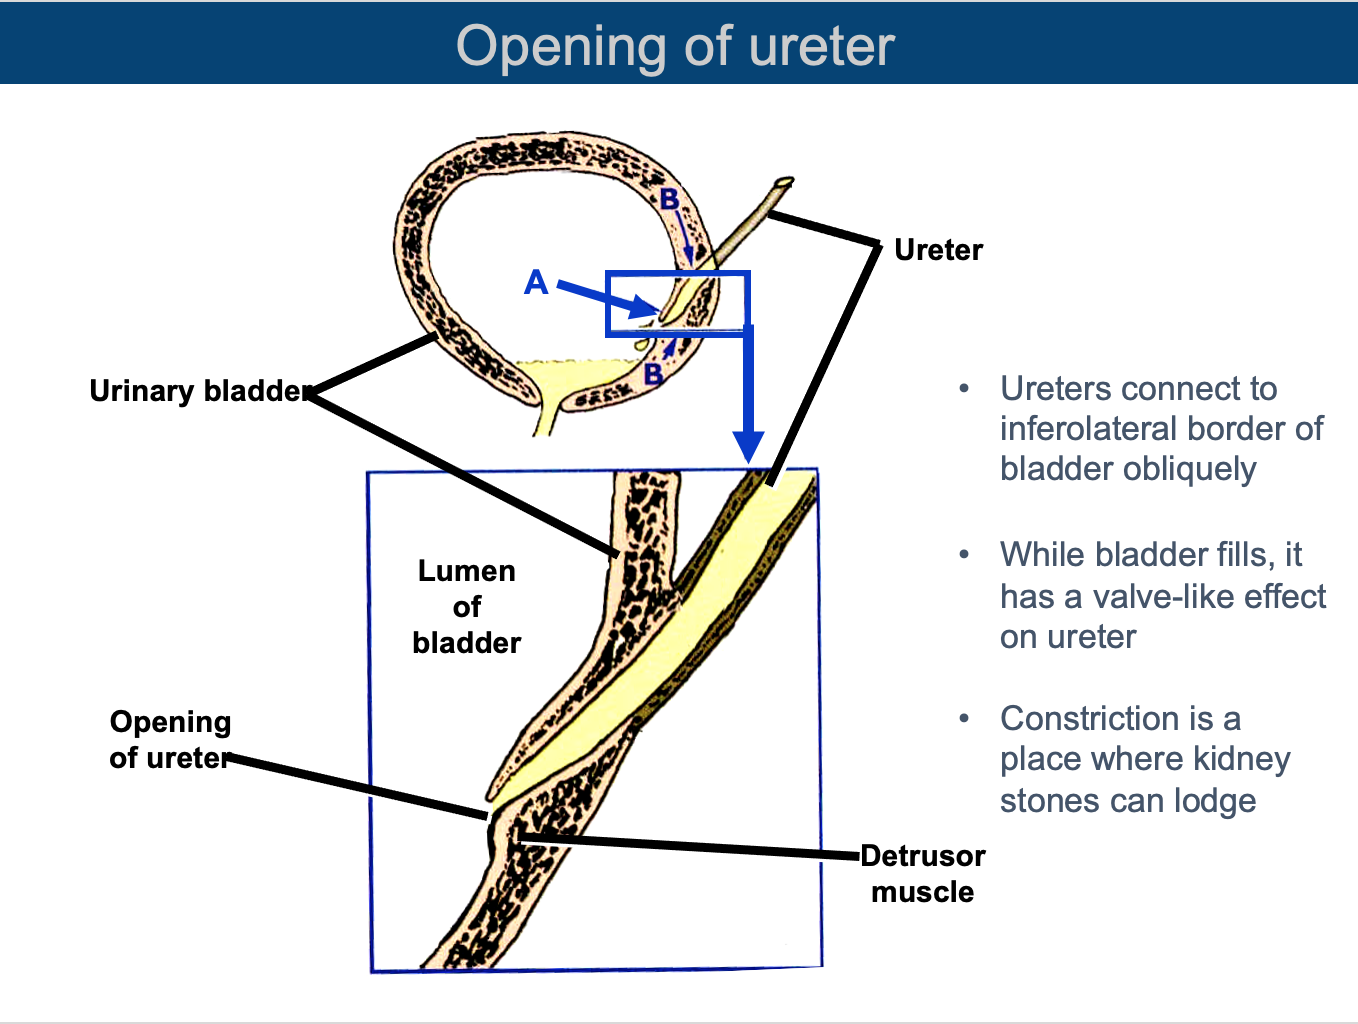 Opening of ureter
B
A
B
Ureter
Urinary bladder
Lumen
of
bladder
Opening
of ureter
Detrusor
muscle
• Ureters connect to
inferolateral border of
bladder obliquely
• While bladder fills, it
has a valve-like effect
on ureter
• Constriction is a
place where kidney
stones can lodge